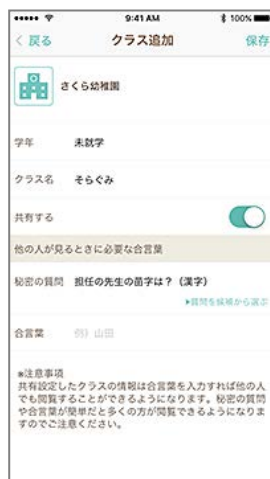 9:41 AM 100%
< 戻る クラス追加 保存
さくら幼稚園
学年 未就学
クラス名 そらぐみ
共有する
他の人が見るときに必要な合言葉
秘密の質問 担任の先生の苗字は?（漢字）
▶質問を候補から選ぶ
合言葉 例）山田
※注意事項
共有設定したクラスの情報は合言葉を入力すれば他の人
でも閲覧することができるようになります。秘密の質問
や合言葉が簡単だと多くの方が閲覧できるようになりま
すのでご注意ください。